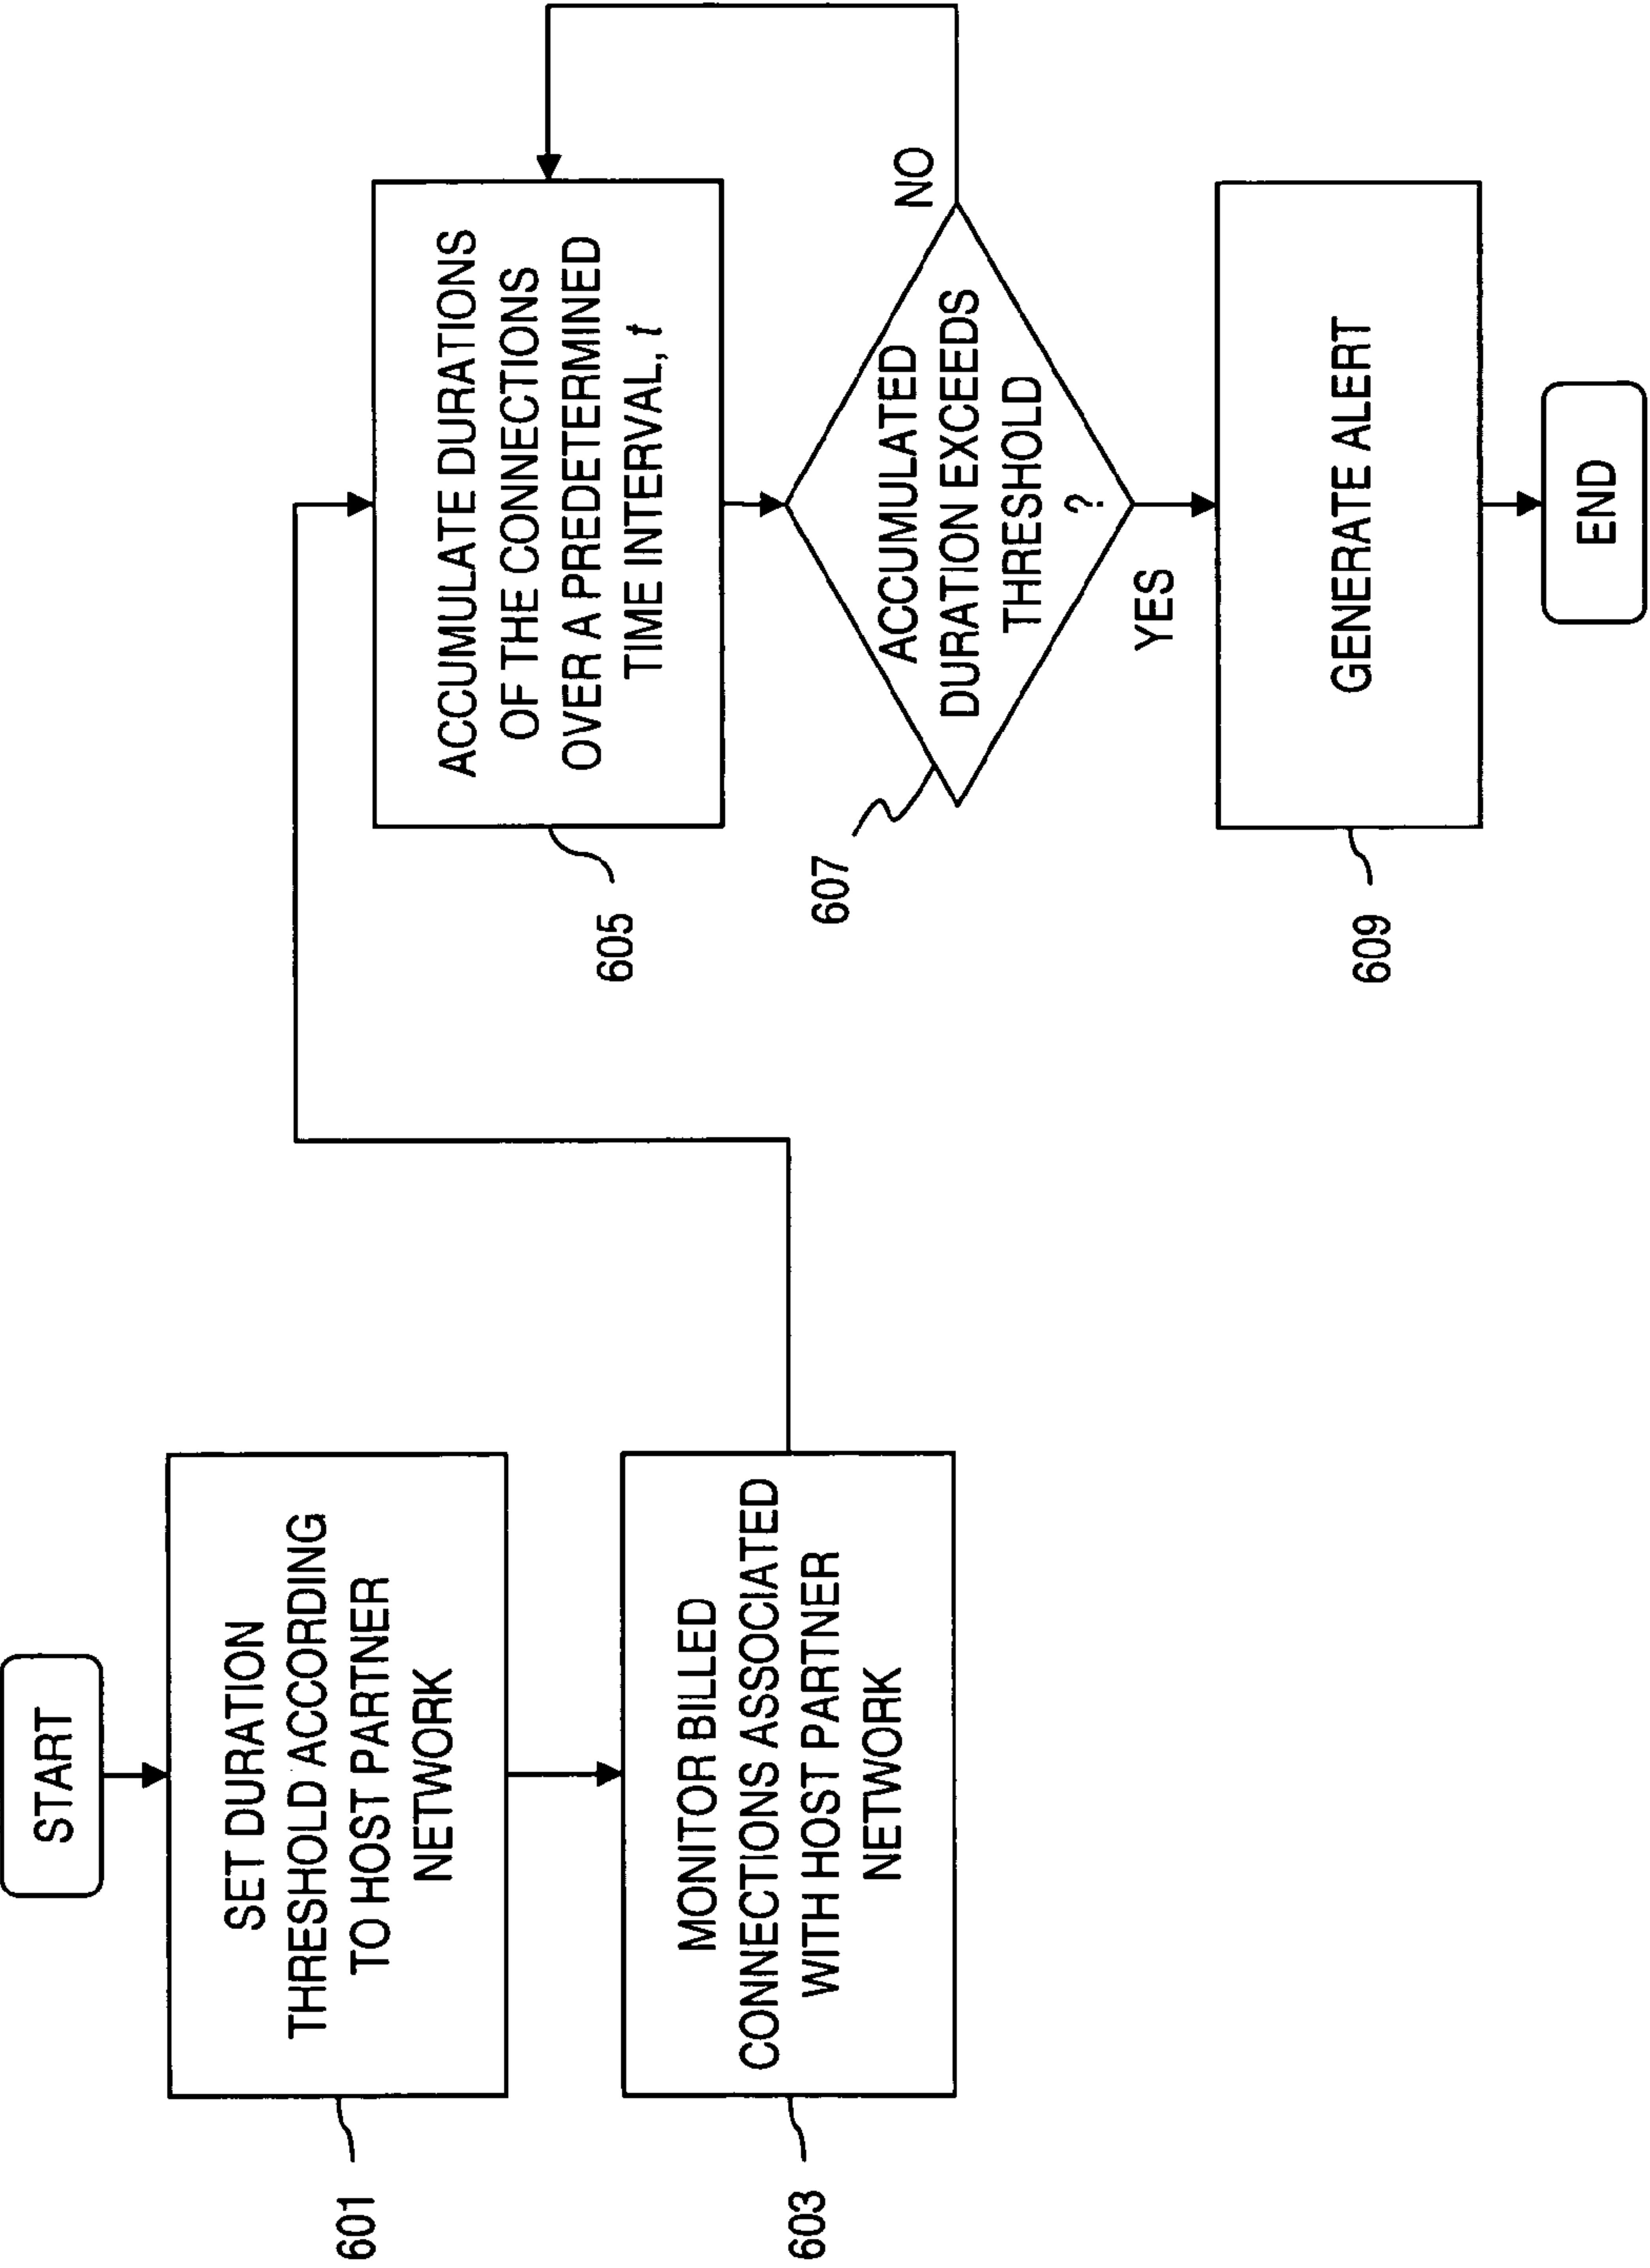 START
SET DURATION
THRESHOLD ACCORDING
TO HOST PARTNER
NETWORK
601
MONITOR BILLED
CONNECTIONS ASSOCIATED
WITH HOST PARTNER
NETWORK
603
ACCUMULATE DURATIONS
OF THE CONNECTIONS
OVER A PREDETERMINED
TIME INTERVAL, t
605
ACCUMULATED
DURATION EXCEEDS
THRESHOLD
?
607
NO
YES
GENERATE ALERT
609
END